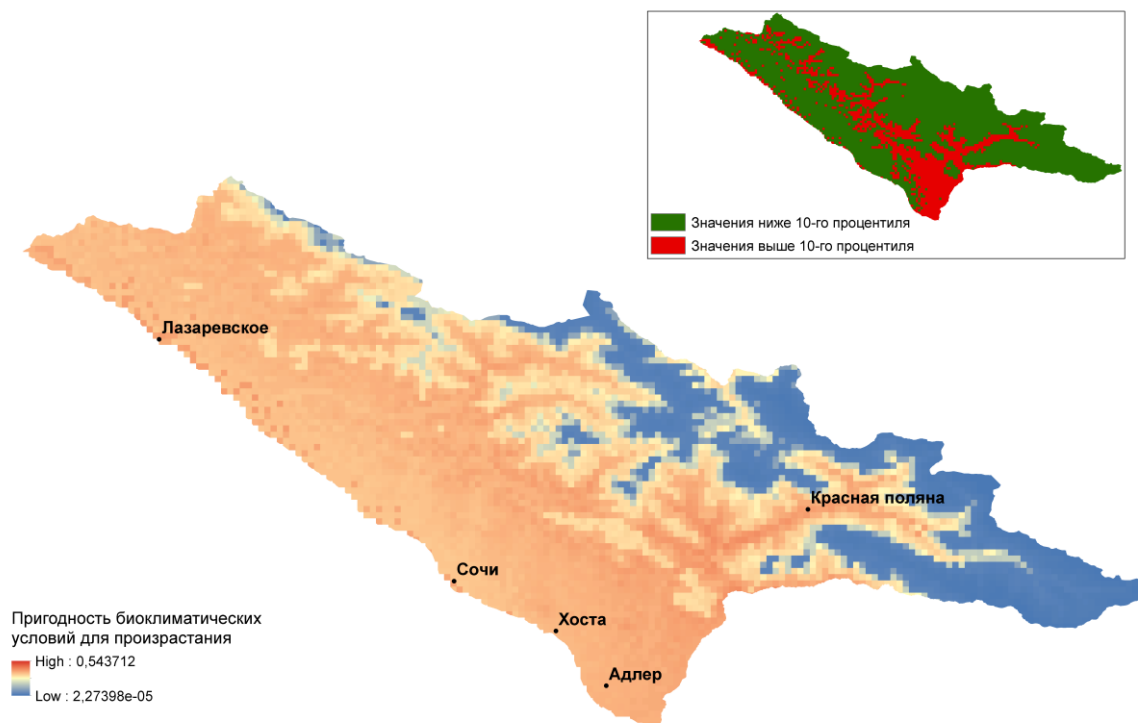 Значения ниже 10-го процентиля
Значения выше 10-го процентиля
Лазаревское
Красная поляна
Сочи
Хоста
Адлер
Пригодность биоклиматических
условий для произрастания
High : 0,543712
Low : 2,27398e-05